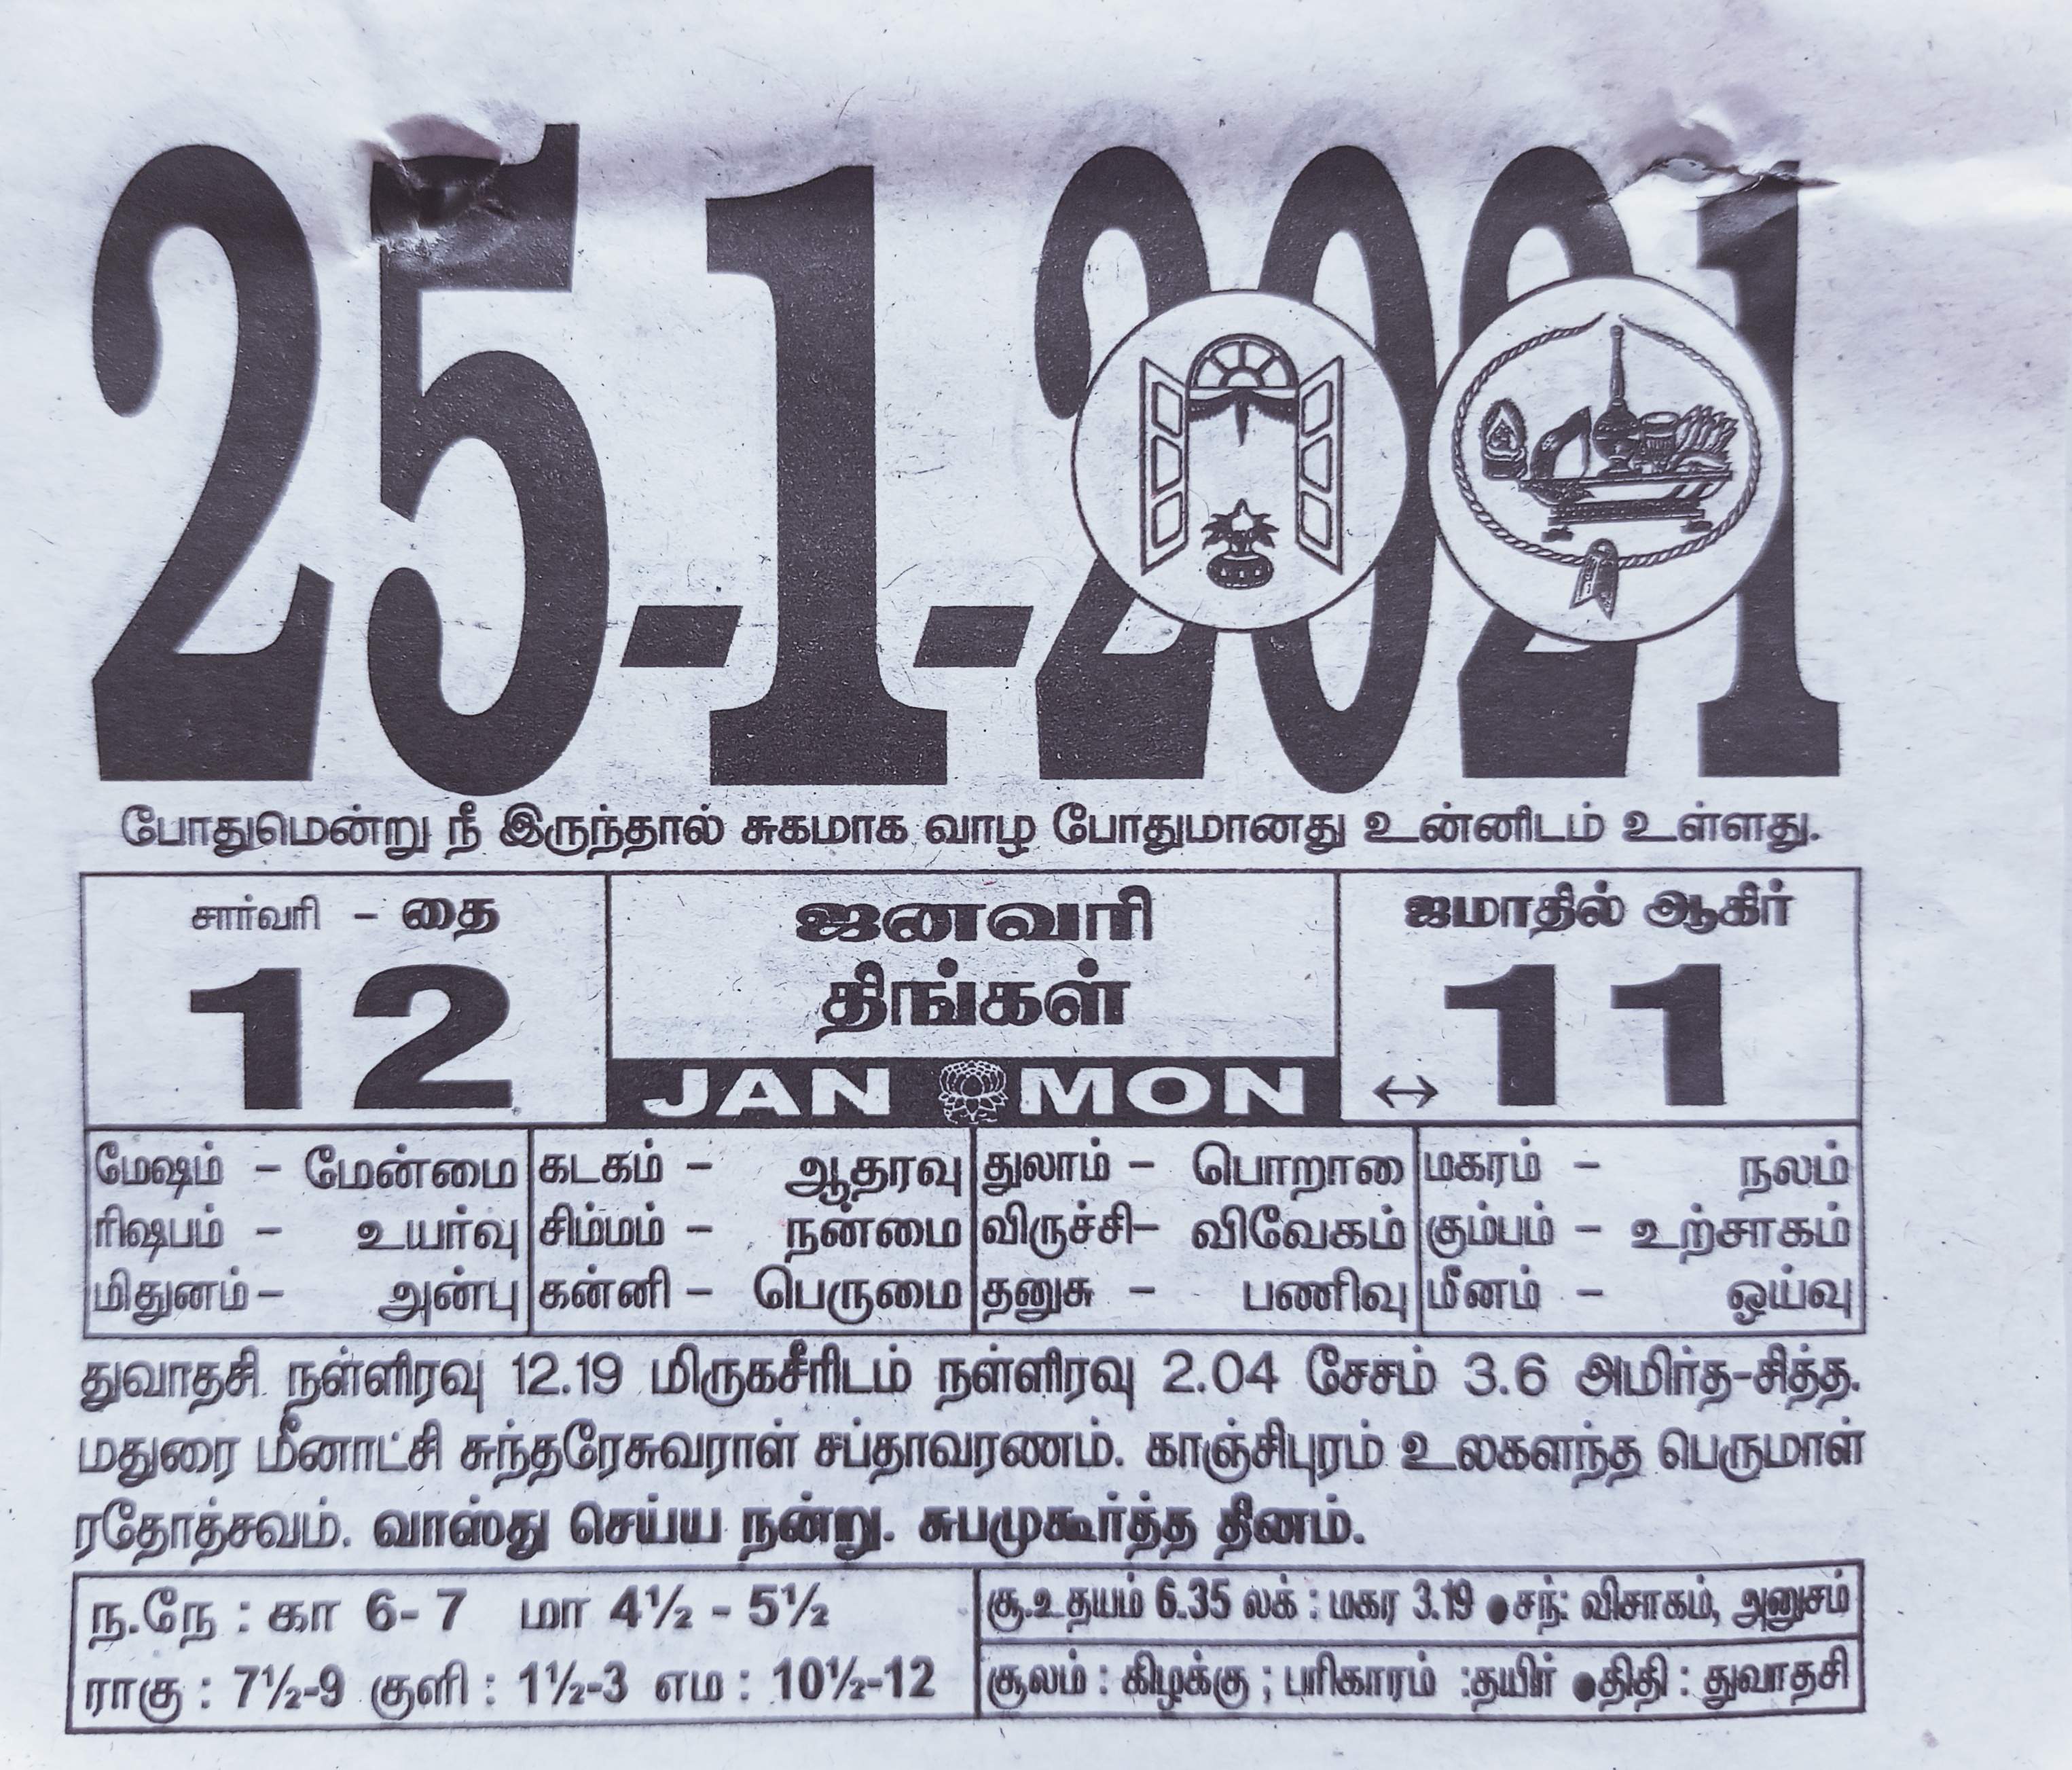 25-1-2021
போதுமென்று நீ இருந்தால் சுகமாக வாழ போதுமானது உன்னிடம் உள்ளது.
சார்வரி - தை
12
ஜனவரி
திங்கள்
JAN MON
ஜமாதில் ஆகிர்
↔ 11
மேஷம் - மேன்மை
ரிஷபம் - உயர்வு
மிதுனம் - அன்பு
கடகம் - ஆதரவு
சிம்மம் - நன்மை
கன்னி - பெருமை
துலாம் - பொறாமை
விருச்சி - விவேகம்
தனுசு - பணிவு
மகரம் - நலம்
கும்பம் - உற்சாகம்
மீனம் - ஓய்வு
துவாதசி நள்ளிரவு 12.19 மிருகசீரிடம் நள்ளிரவு 2.04 சேசம் 3.6 அமிர்த-சித்த.
மதுரை மீனாட்சி சுந்தரேசுவராள் சப்தாவரணம். காஞ்சிபுரம் உலகளந்த பெருமாள்
ரதோத்சவம். வாஸ்து செய்ய நன்று. சுபமுகூர்த்த தினம்.
ந.நே : கா 6- 7 மா 4½ - 5½
ராகு : 7½-9 குளி : 1½-3 எம : 10½-12
சூ.உதயம் 6.35 லக் : மகர 3.19 ●சந்: விசாகம், அனுசம்
சூலம் : கிழக்கு ; பரிகாரம் :தயிர் ●திதி : துவாதசி